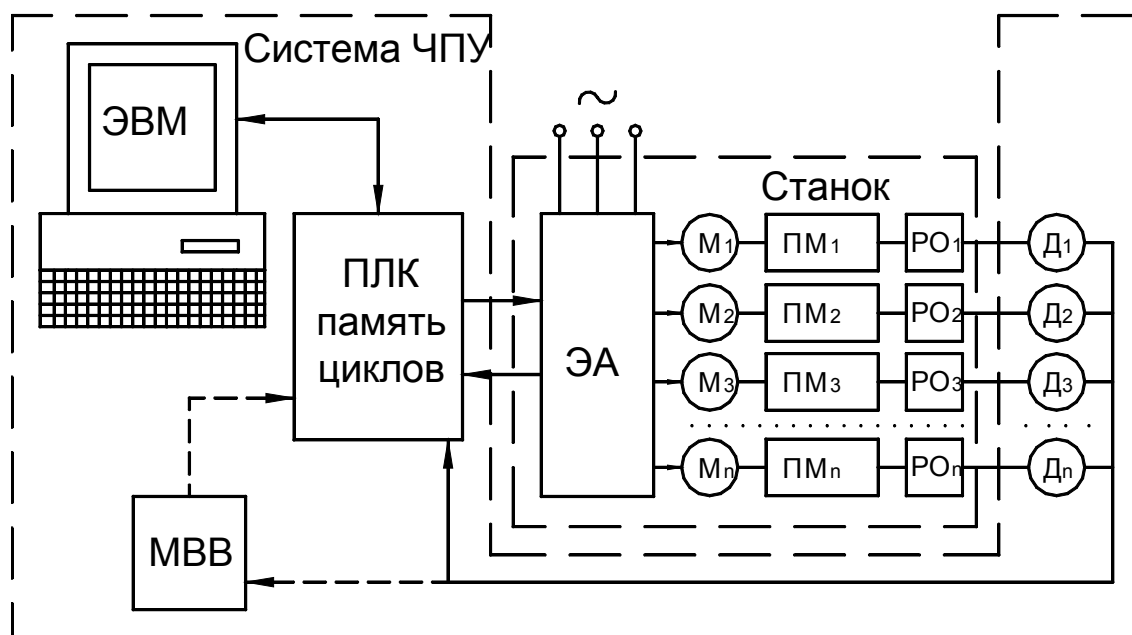 Система ЧПУ
ЭВМ
~
Станок
ПЛК
память
циклов
ЭА
М1 ПМ1 РО1 Д1
М2 ПМ2 РО2 Д2
М3 ПМ3 РО3 Д3
Мn ПМn РОn Дn
МВВ